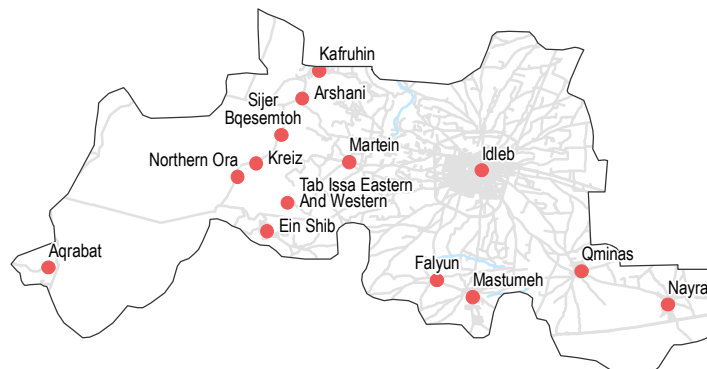 Kafruhin
Arshani
Sijer
Bqesemtoh
Martein
Idleb
Northern Ora
Kreiz
Tab Issa Eastern
And Western
Ein Shib
Aqrabat
Falyun
Qminas
Mastumeh
Nayra